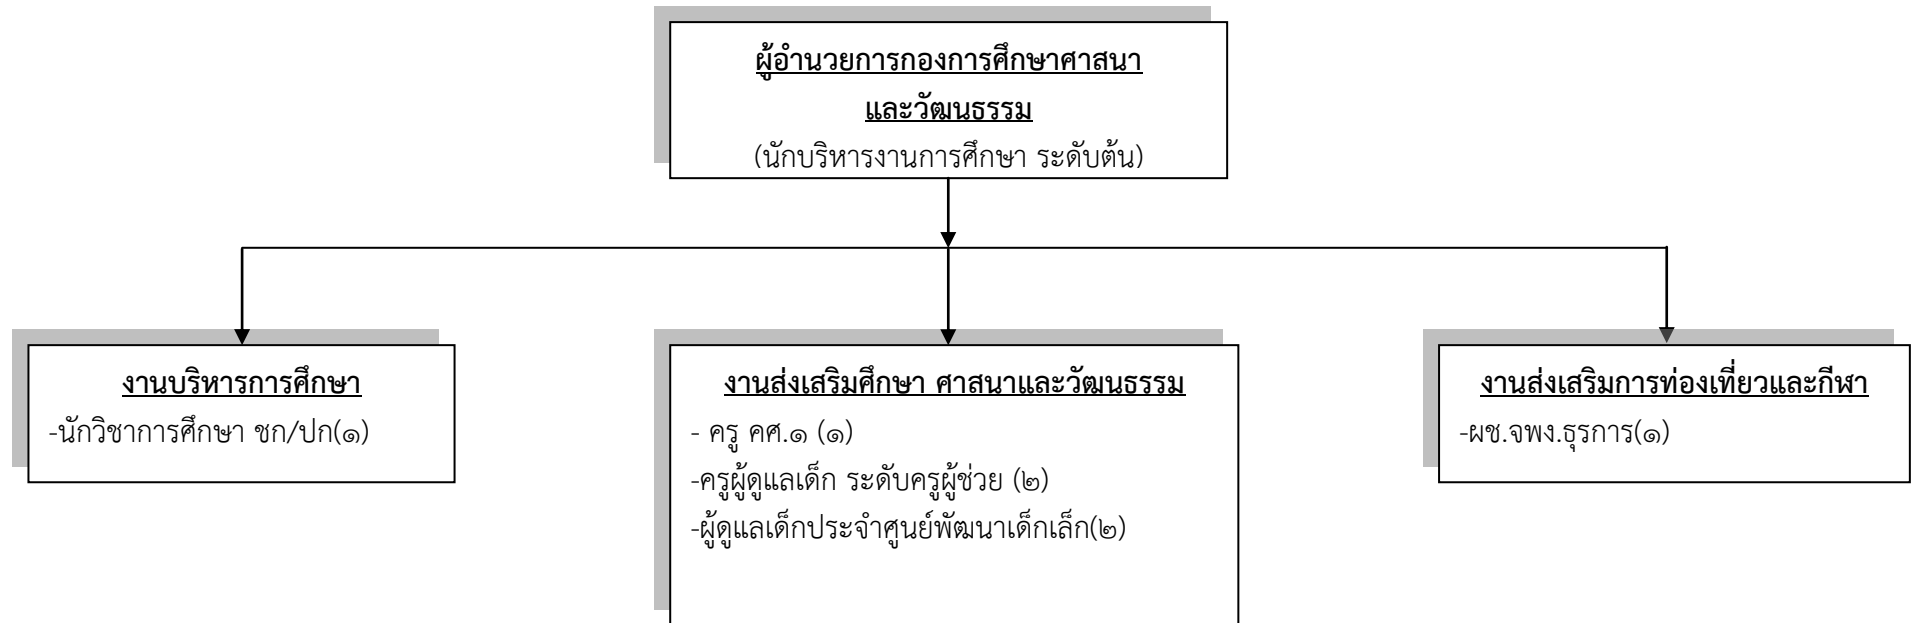 ผู้อำนวยการกองการศึกษาศาสนา
และวัฒนธรรม
(นักบริหารงานการศึกษา ระดับต้น)
งานบริหารการศึกษา
-นักวิชาการศึกษา ชก/ปก(๑)
งานส่งเสริมศึกษา ศาสนาและวัฒนธรรม
- ครู คศ.๑ (๑)
-ครูผู้ดูแลเด็ก ระดับครูผู้ช่วย (๒)
-ผู้ดูแลเด็กประจำศูนย์พัฒนาเด็กเล็ก(๒)
งานส่งเสริมการท่องเที่ยวและกีฬา
-ผช.จพง.ธุรการ(๑)